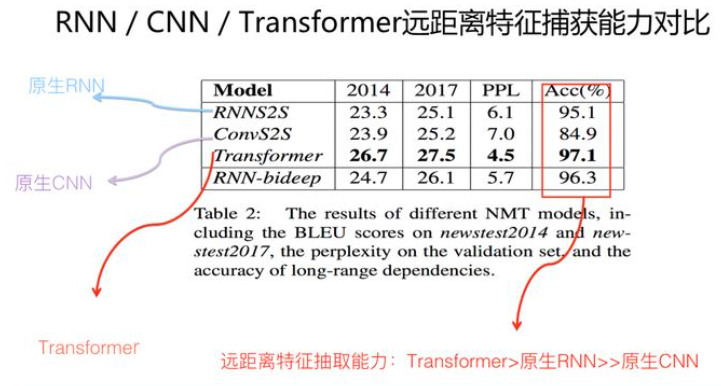 RNN / CNN / Transformer远距离特征捕获能力对比
原生RNN
原生CNN
Model 2014 2017 PPL Acc(%)
RNNS2S 23.3 25.1 6.1 95.1
ConvS2S 23.9 25.2 7.0 84.9
Transformer 26.7 27.5 4.5 97.1
RNN-bideep 24.7 26.1 5.7 96.3
Table 2: The results of different NMT models, in-
cluding the BLEU scores on newstest2014 and new-
stest2017, the perplexity on the validation set, and the
accuracy of long-range dependencies.
Transformer
远距离特征抽取能力：Transformer>原生RNN>>原生CNN